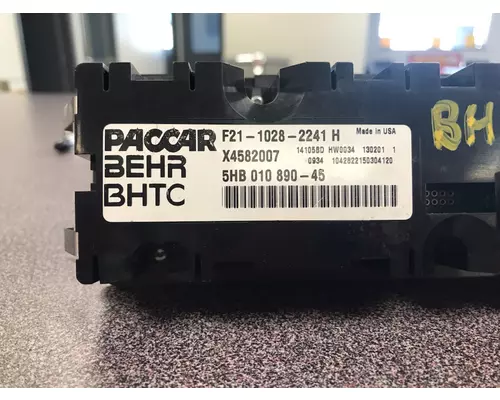 PACCAR
BEHR
BHTC
F21-1028-2241 H Made in USA
X4582007 1410580 HW0034 130201 1
0934 1042822150304120
5HB 010 890-45
BH